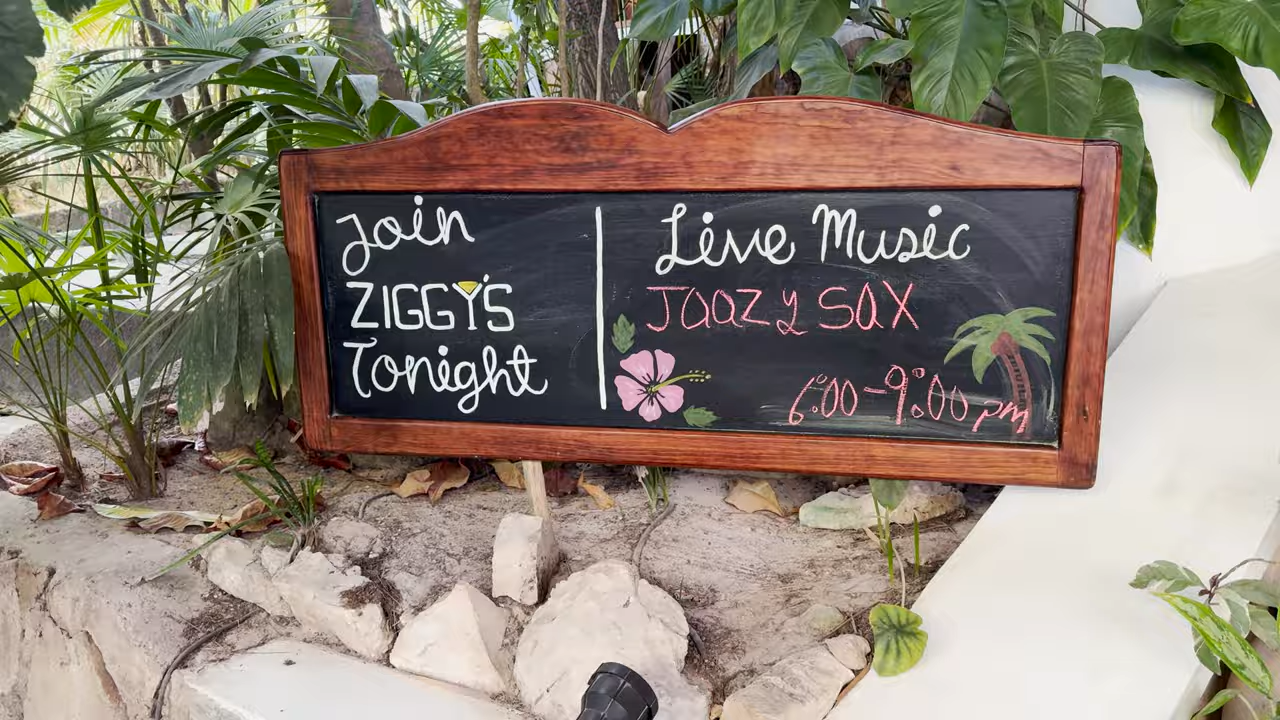 Join
ZIGGY'S
Tonight
Live Music
JAAZ y SAX
6:00-9:00 pm